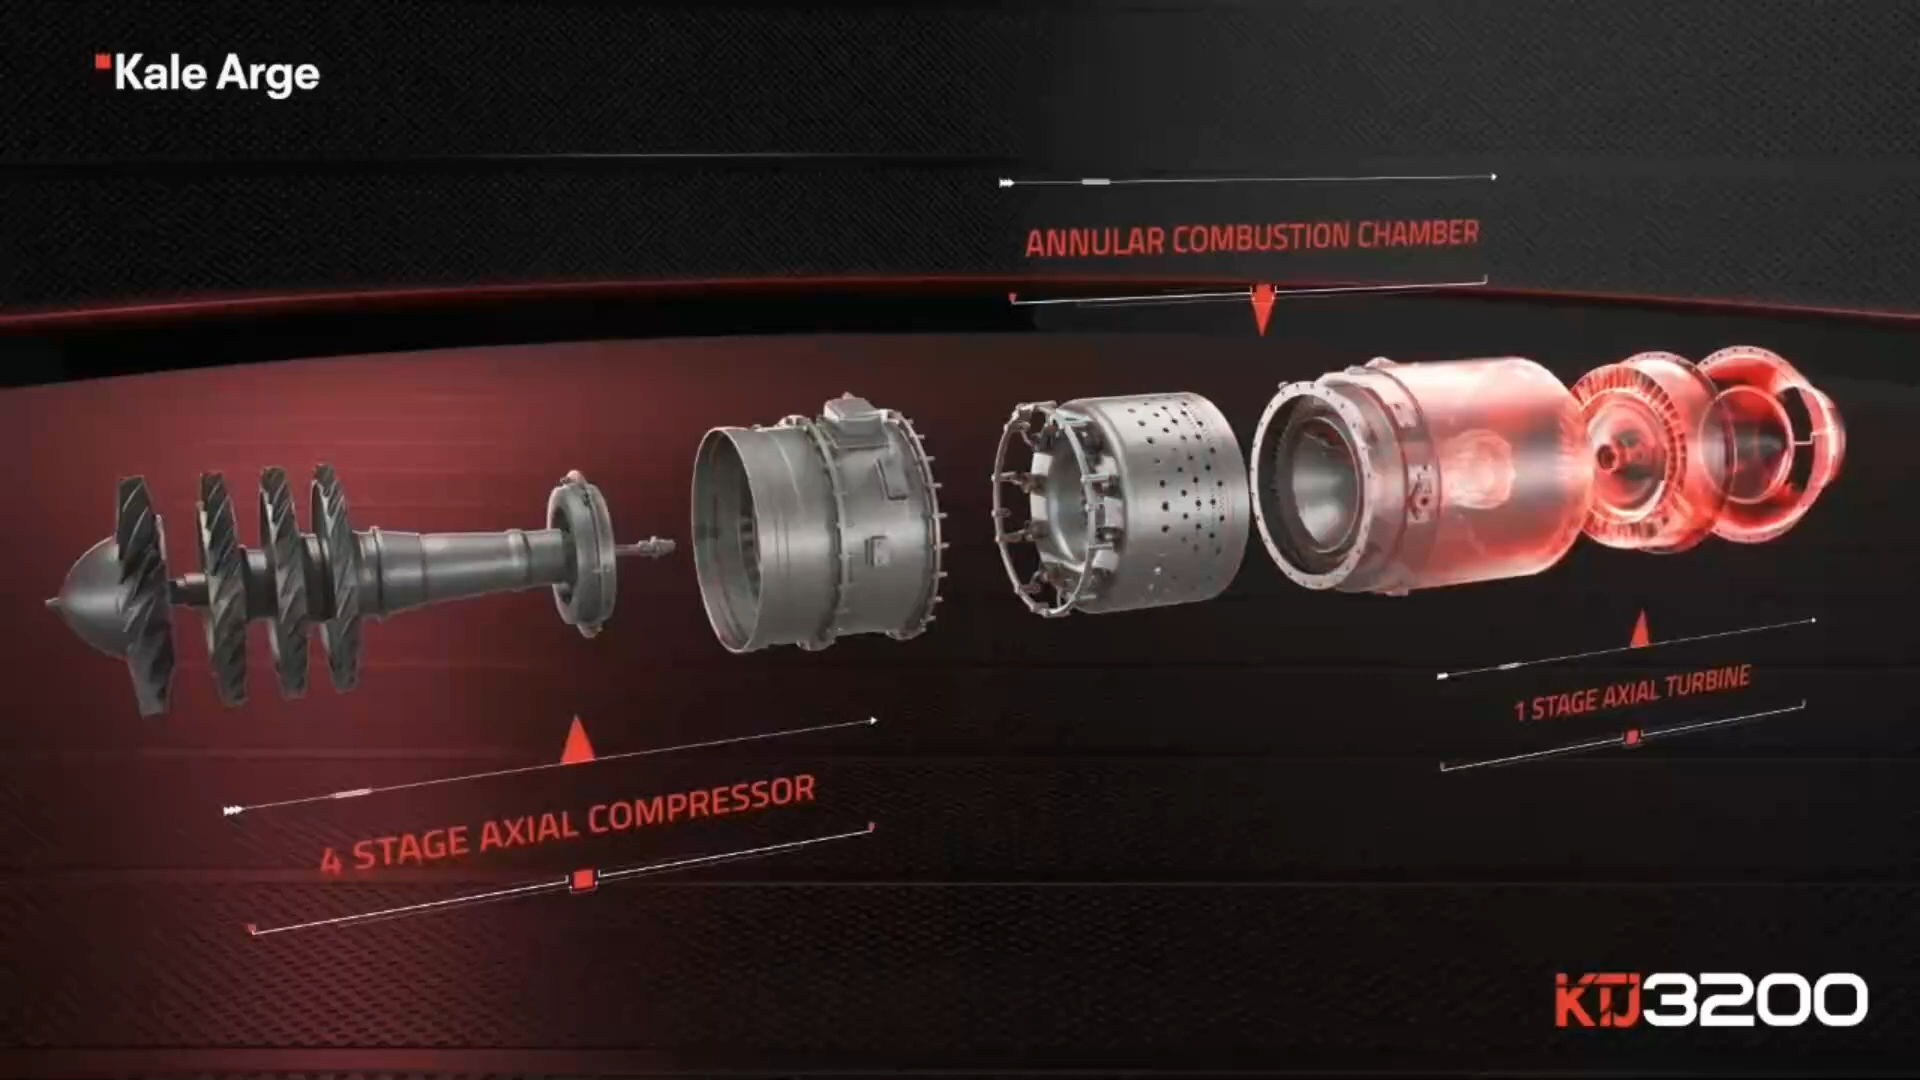 Kale Arge
ANNULAR COMBUSTION CHAMBER
1 STAGE AXIAL TURBINE
4 STAGE AXIAL COMPRESSOR
KTJ3200